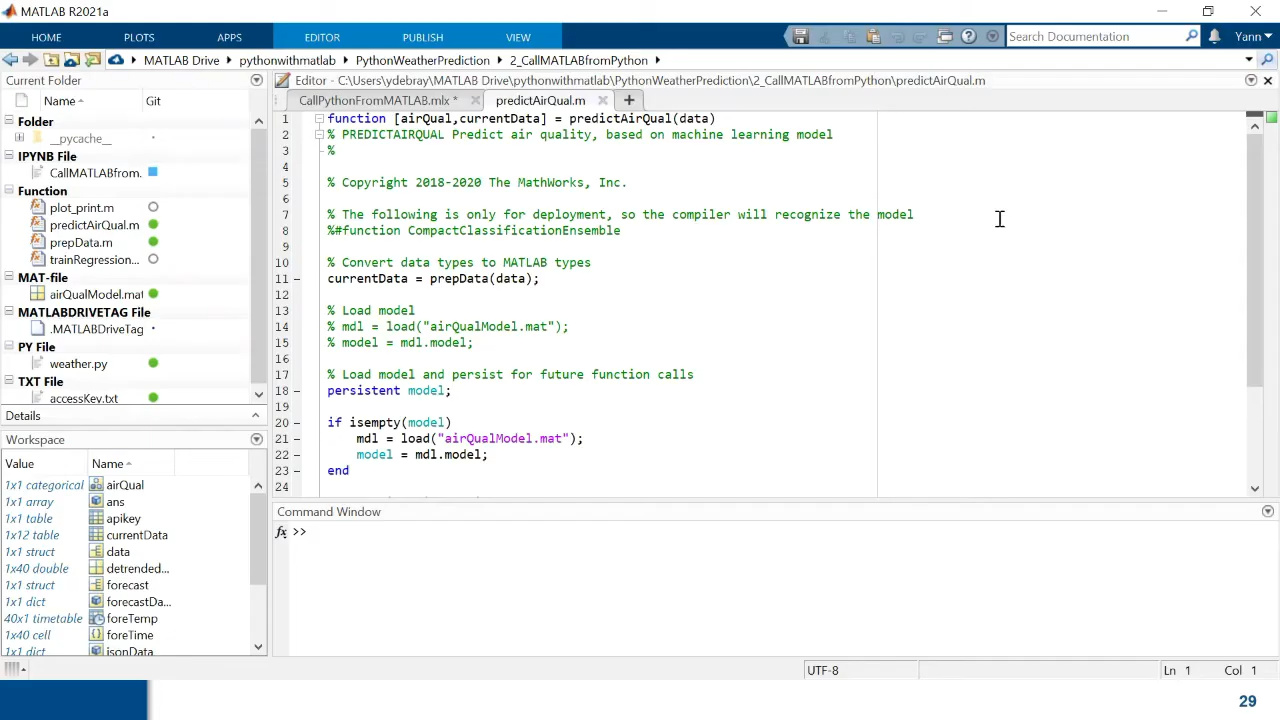 MATLAB R2021a
HOME PLOTS APPS EDITOR PUBLISH VIEW Search Documentation Yann
MATLAB Drive pythonwithmatlab PythonWeatherPrediction 2_CallMATLABfromPython
Current Folder
Editor - C:\Users\ydebray\MATLAB Drive\pythonwithmatlab\PythonWeatherPrediction\2_CallMATLABfromPython\predictAirQual.m
Name Git
CallPythonFromMATLAB.mlx * predictAirQual.m
Folder
__pycache__
IPYNB File
CallMATLABfrom.
Function
plot_print.m
predictAirQual.m
prepData.m
trainRegression...
MAT-file
airQualModel.mat
MATLABDRIVETAG File
.MATLABDriveTag
PY File
weather.py
TXT File
accessKey.txt
Details
Workspace
Value Name
1x1 categorical airQual
1x1 array ans
1x1 table apikey
1x12 table currentData
1x1 struct data
1x40 double detrended...
1x1 struct forecast
1x1 dict forecastDa...
40x1 timetable foreTemp
1x40 cell foreTime
1x1 dict jsonData
1 function [airQual,currentData] = predictAirQual(data)
2 % PREDICTAIRQUAL Predict air quality, based on machine learning model
3 %
4
5 % Copyright 2018-2020 The MathWorks, Inc.
6
7 % The following is only for deployment, so the compiler will recognize the model
8 %#function CompactClassificationEnsemble
9
10 % Convert data types to MATLAB types
11 currentData = prepData(data);
12
13 % Load model
14 % mdl = load("airQualModel.mat");
15 % model = mdl.model;
16
17 % Load model and persist for future function calls
18 persistent model;
19
20 if isempty(model)
21 mdl = load("airQualModel.mat");
22 model = mdl.model;
23 end
24
Command Window
fx >>
UTF-8 Ln 1 Col 1
29